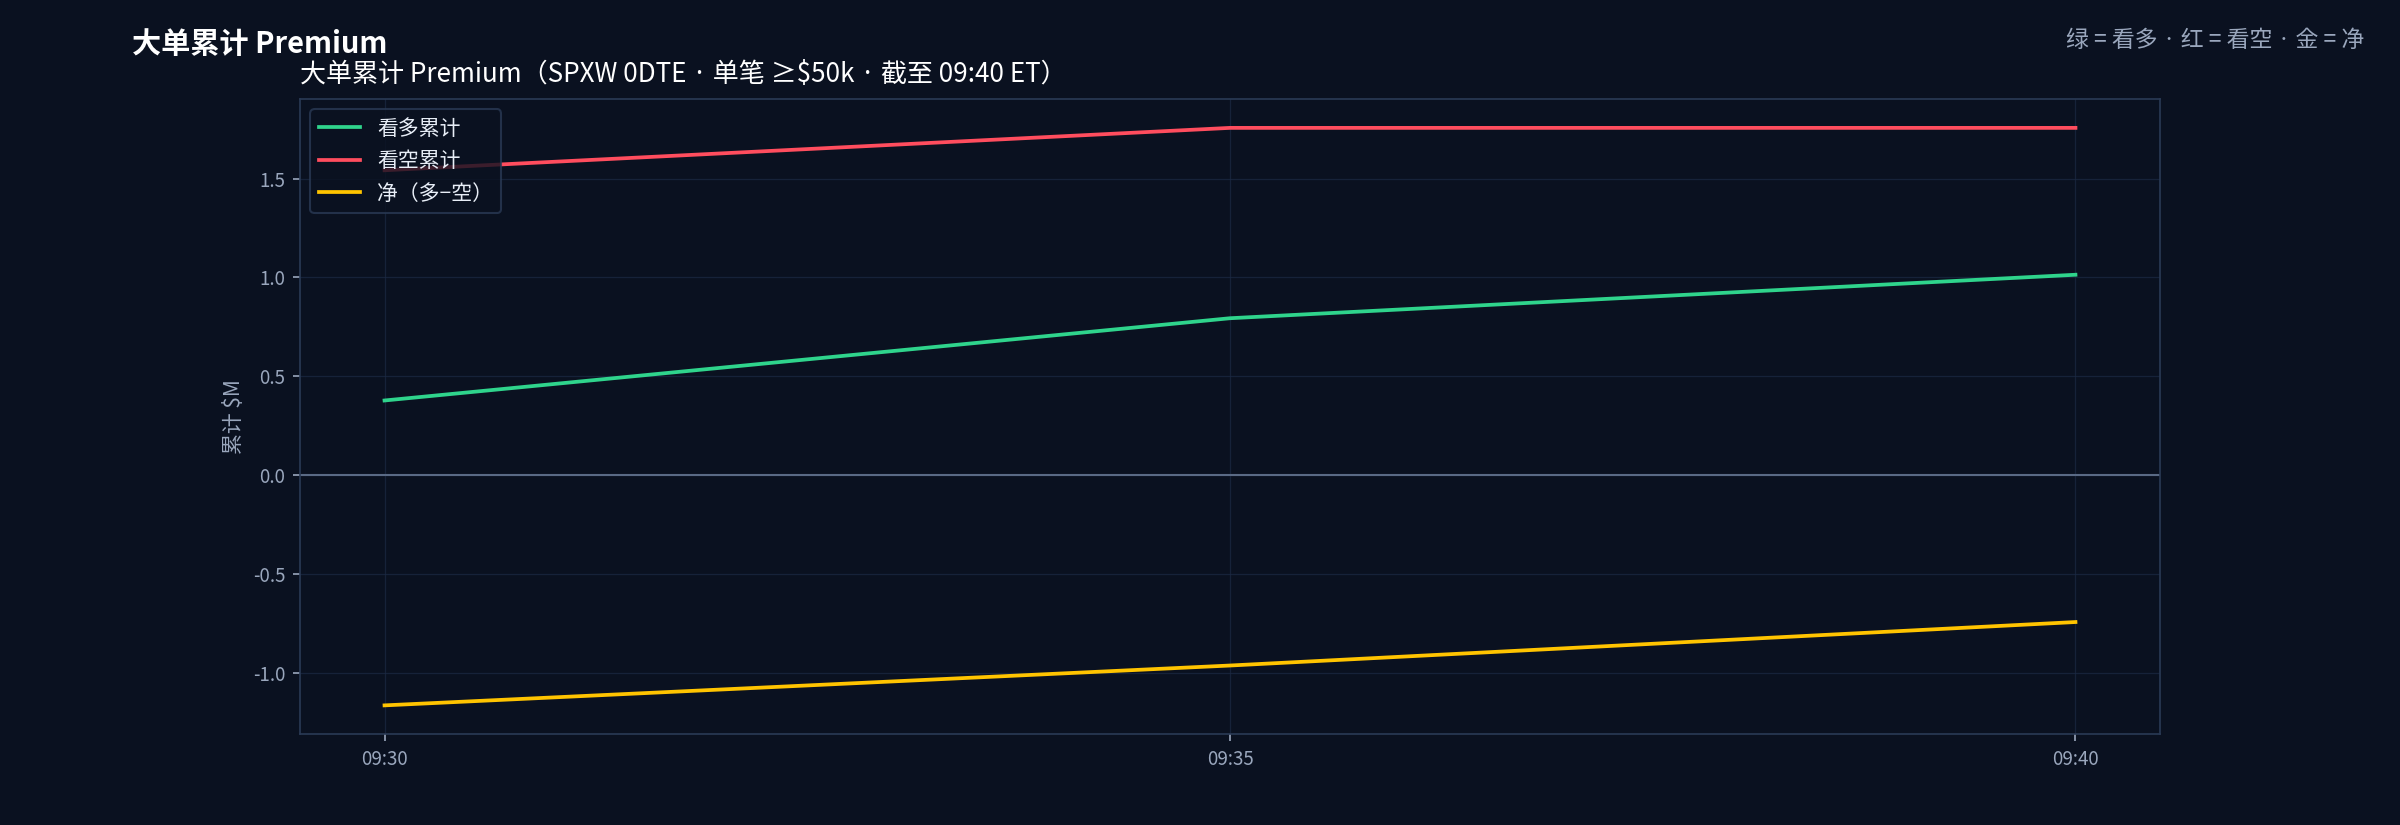 大单累计 Premium
绿 = 看多 · 红 = 看空 · 金 = 净
大单累计 Premium（SPXW 0DTE · 单笔 ≥$50k · 截至 09:40 ET）
看多累计
看空累计
净（多−空）
累计 $M
1.5
1.0
0.5
0.0
-0.5
-1.0
09:30
09:35
09:40